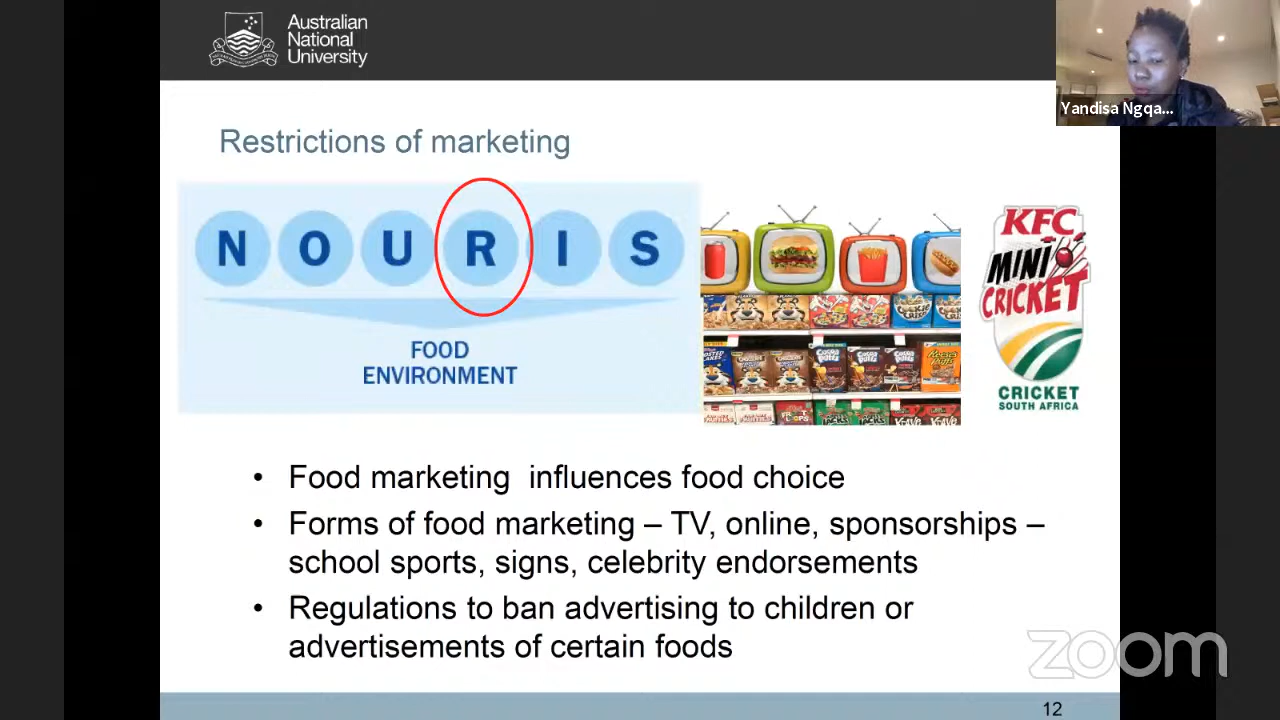 Australian
National
University
Yandisa Ngqa...
Restrictions of marketing
N O U R I S
FOOD
ENVIRONMENT
KFC
MINI
CRICKET
CRICKET
SOUTH AFRICA
• Food marketing  influences food choice
• Forms of food marketing – TV, online, sponsorships –
school sports, signs, celebrity endorsements
• Regulations to ban advertising to children or
advertisements of certain foods
zoom
12